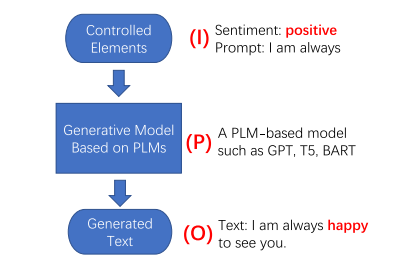 Controlled
Elements
(I)
Sentiment: positive
Prompt: I am always
Generative Model
Based on PLMs
(P)
A PLM-based model
such as GPT, T5, BART
Generated
Text
(O)
Text: I am always happy
to see you.